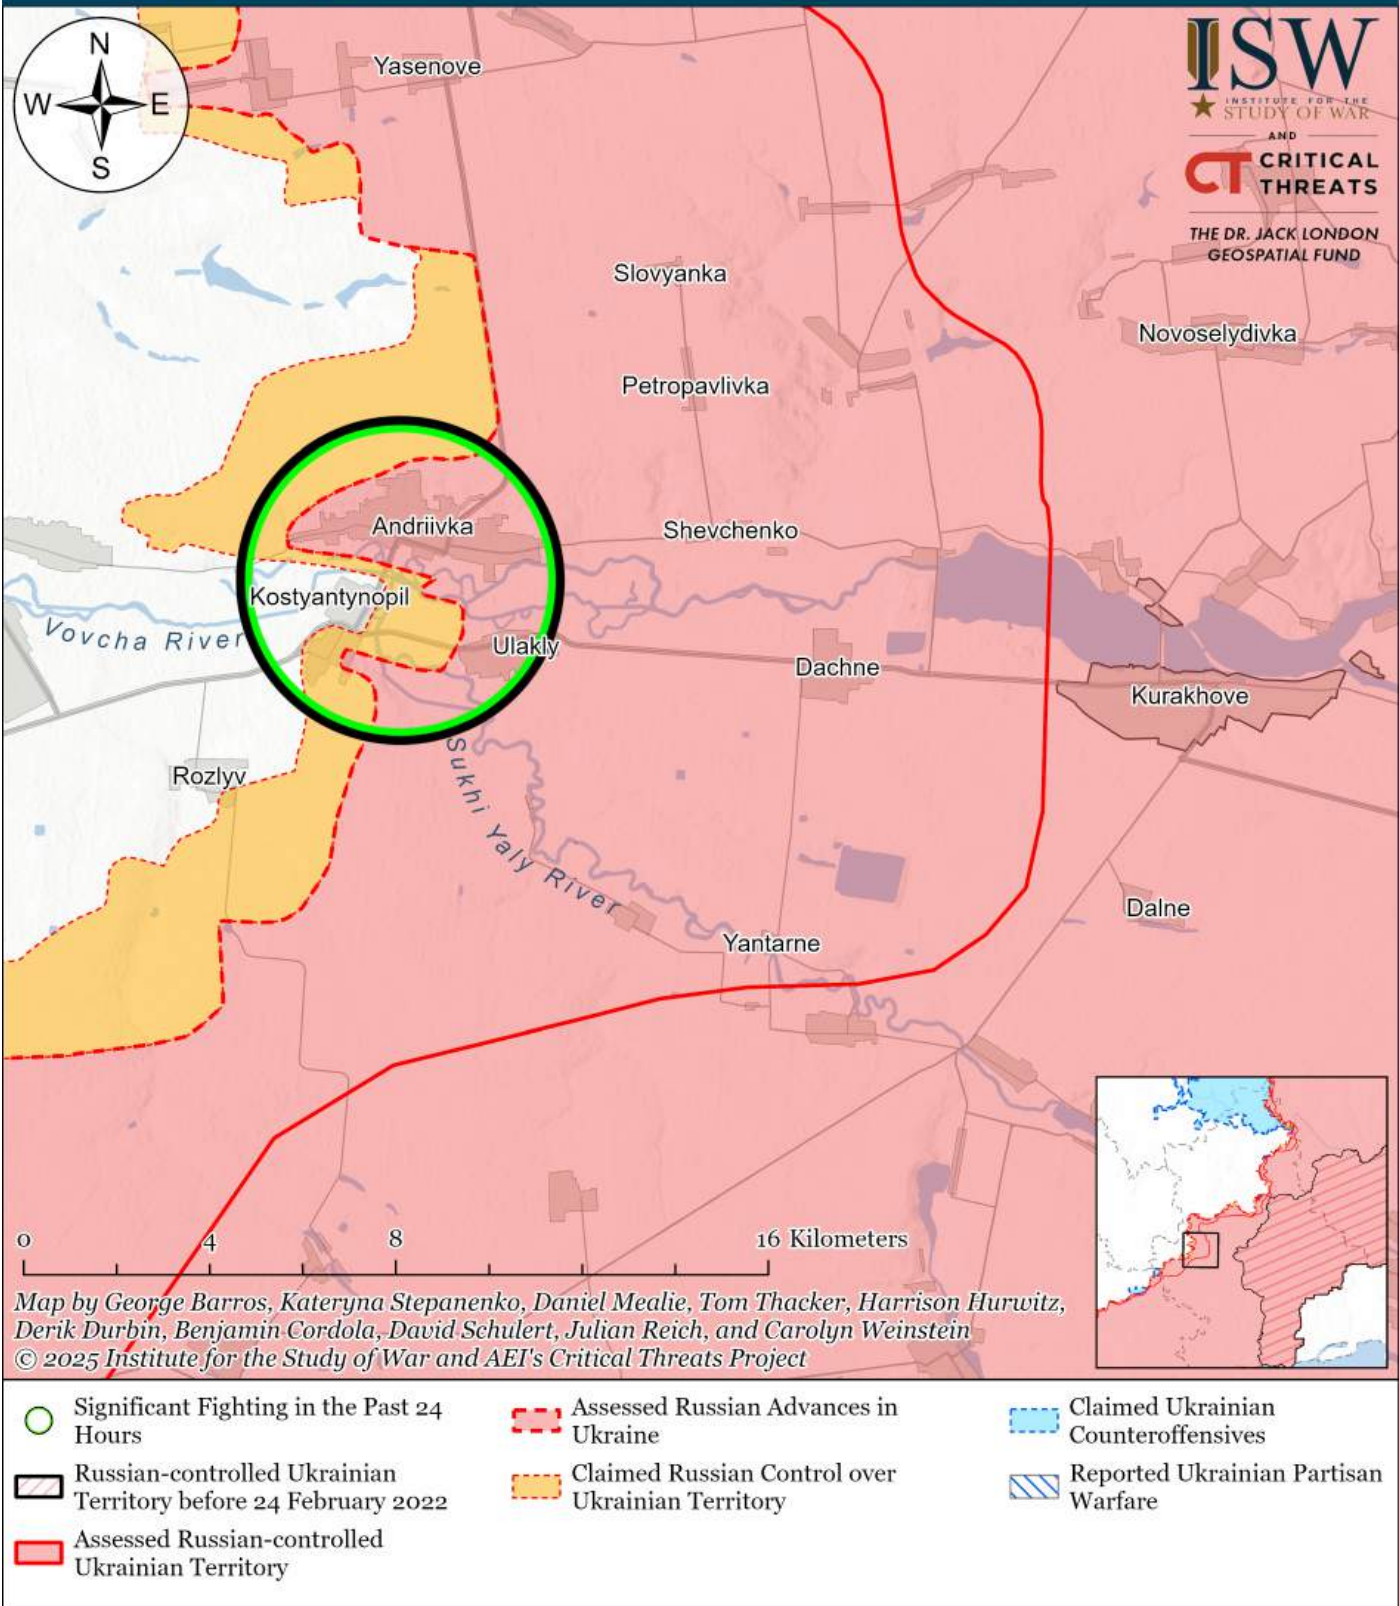 N
W
E
S
Yasenove
ISW
INSTITUTE FOR THE
STUDY OF WAR
AND
CT CRITICAL
THREATS
THE DR. JACK LONDON
GEOSPATIAL FUND
Slovyanka
Novoselydivka
Petropavlivka
Andriivka
Shevchenko
Kostyantynopil
Vovcha River
Ulakly
Dachne
Kurakhove
Rozlyv
Sukhi Yaly River
Dalne
Yantarne
0 4 8 16 Kilometers
Map by George Barros, Kateryna Stepanenko, Daniel Mealie, Tom Thacker, Harrison Hurwitz,
Derik Durbin, Benjamin Cordola, David Schulert, Julian Reich, and Carolyn Weinstein
© 2025 Institute for the Study of War and AEI's Critical Threats Project
Significant Fighting in the Past 24
Hours
Russian-controlled Ukrainian
Territory before 24 February 2022
Assessed Russian-controlled
Ukrainian Territory
Assessed Russian Advances in
Ukraine
Claimed Russian Control over
Ukrainian Territory
Claimed Ukrainian
Counteroffensives
Reported Ukrainian Partisan
Warfare